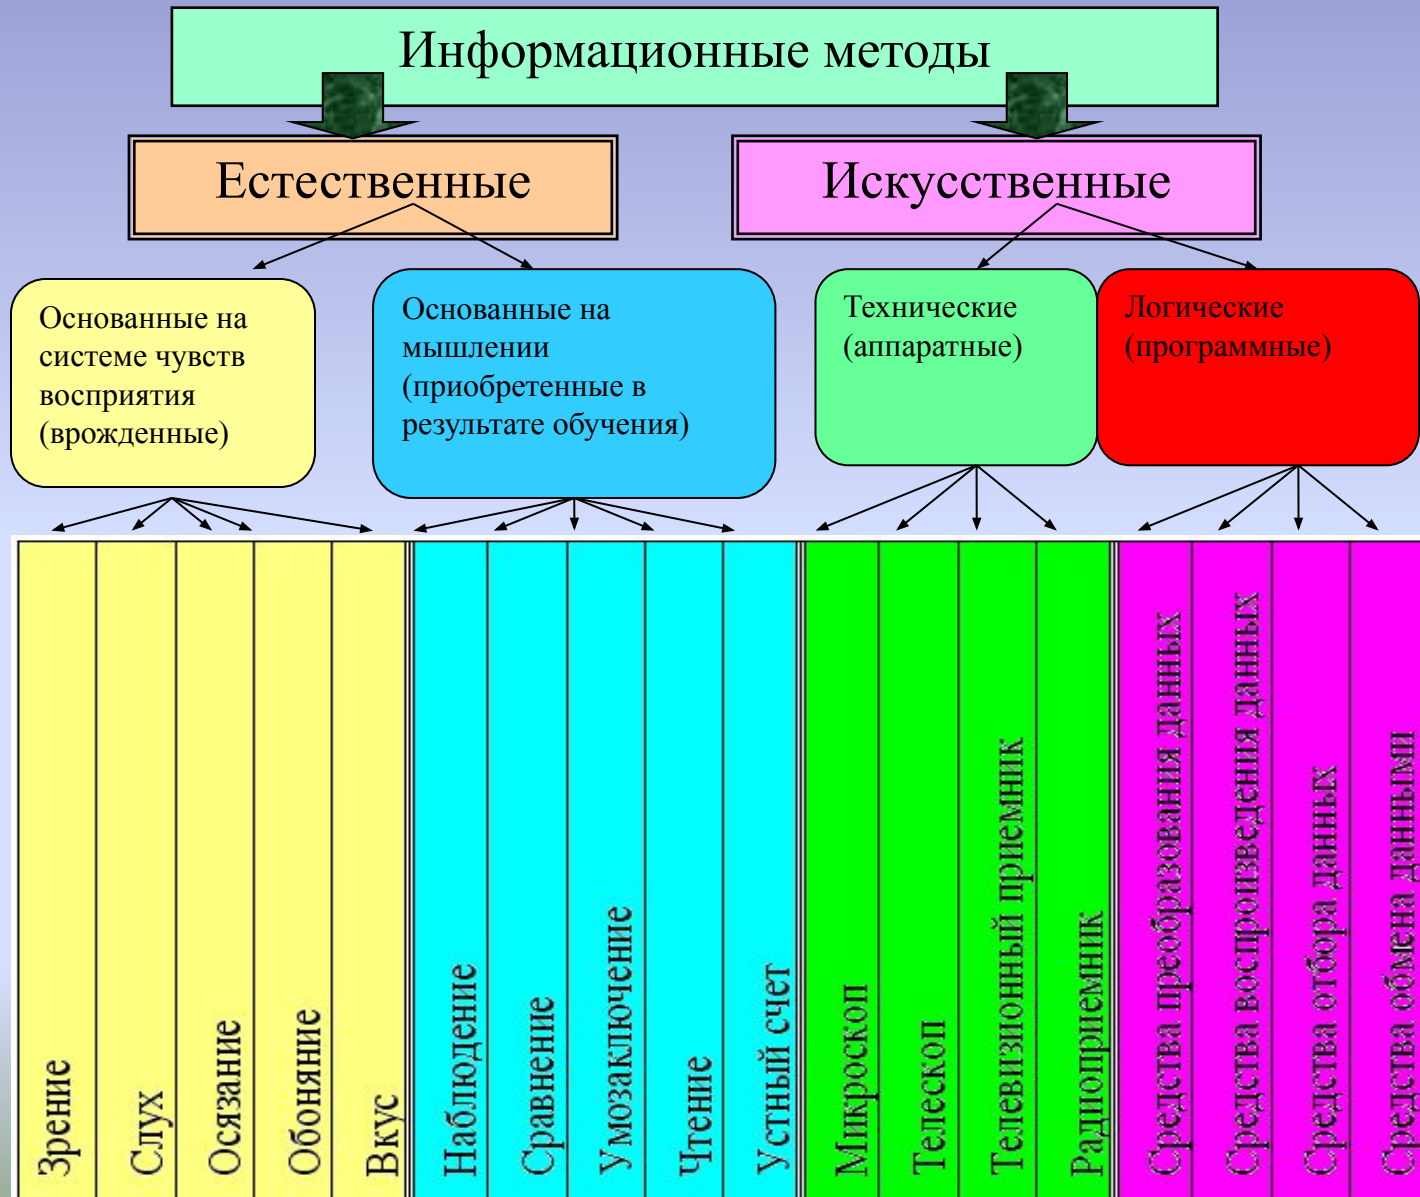 Информационные методы
Естественные
Искусственные
Основанные на
системе чувств
восприятия
(врожденные)
Основанные на
мышлении
(приобретенные в
результате обучения)
Технические
(аппаратные)
Логические
(программные)
Зрение
Слух
Осязание
Обоняние
Вкус
Наблюдение
Сравнение
Умозаключение
Чтение
Устный счет
Микроскоп
Телескоп
Телевизионный приемник
Радиоприемник
Средства преобразования данных
Средства воспроизведения данных
Средства отбора данных
Средства обмена данными